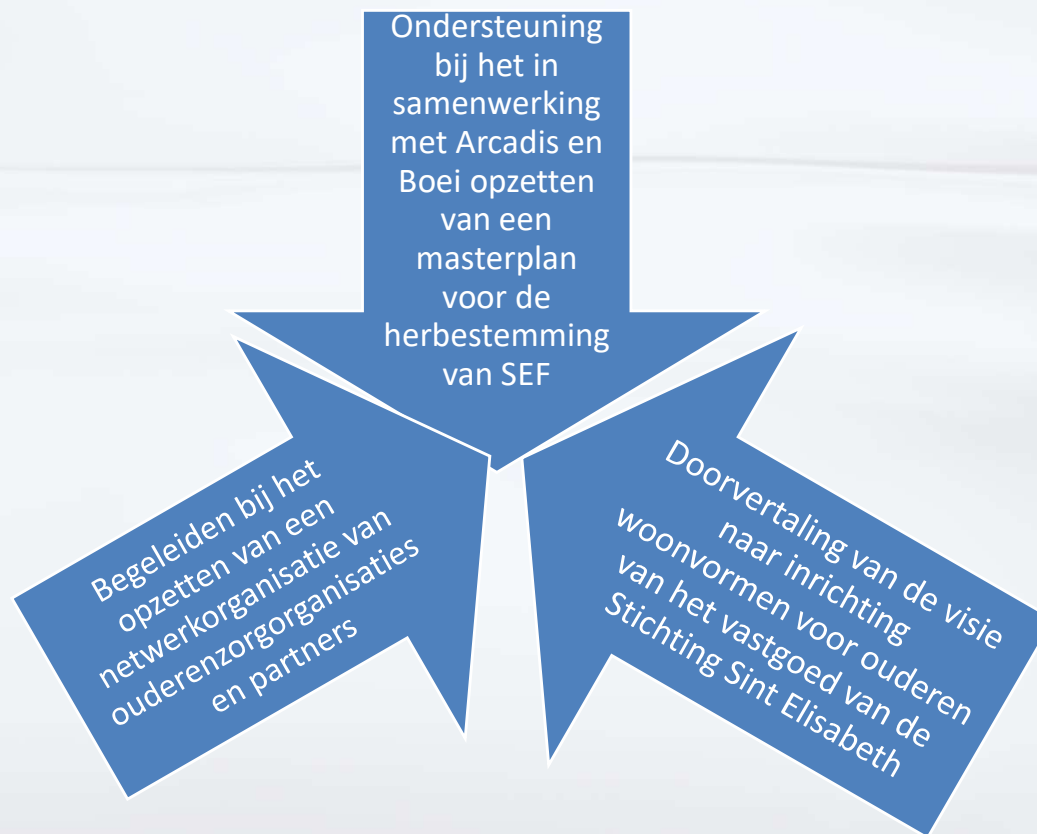 Ondersteuning
bij het in
samenwerking
met Arcadis en
Boei opzetten
van een
masterplan
voor de
herbestemming
van SEF
Begeleiden bij het
opzetten van een
netwerkorganisatie van
ouderenzorgorganisaties
en partners
Doorvertaling van de visie
naar inrichting
woonvormen voor ouderen
van het vastgoed van de
Stichting Sint Elisabeth